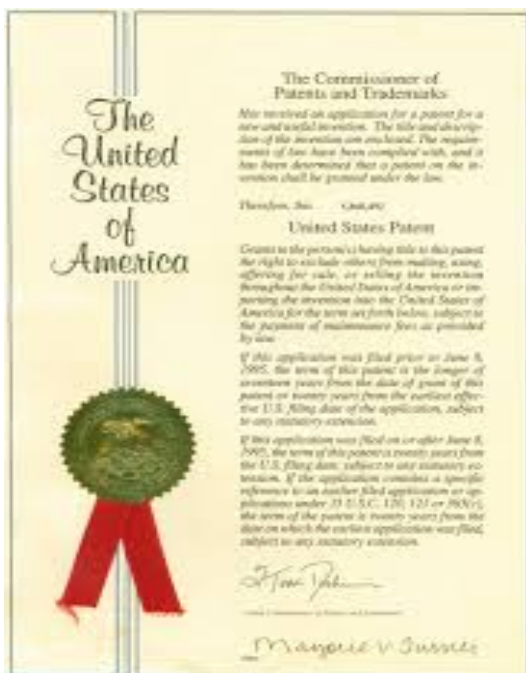 The
United
States
of
America
The Commissioner of
Patents and Trademarks
Has received an application for a patent for a
new and useful invention. The title and descrip-
tion of the invention are enclosed. The require-
ments of law have been complied with, and it
has been determined that a patent on the in-
vention shall be granted under the law.
Therefore, this
United States Patent
Grants to the person(s) having title to this patent
the right to exclude others from making, using,
offering for sale, or selling the invention
throughout the United States of America or im-
porting the invention into the United States of
America for the term set forth below, subject to
the payment of maintenance fees as provided
by law.
If this application was filed prior to June 8,
1995, the term of this patent is the longer of
seventeen years from the date of grant of this
patent or twenty years from the earliest effec-
tive U.S. filing date of the application, subject
to any statutory extension.
If this application was filed on or after June 8,
1995, the term of this patent is twenty years from
the U.S. filing date, subject to any statutory ex-
tension. If the application contains a specific
reference to an earlier filed application or ap-
plications under 35 U.S.C. 120, 121 or 365(c),
the term of the patent is twenty years from the
date on which the earliest application was filed,
subject to any statutory extension.
Marjorie V. Turner